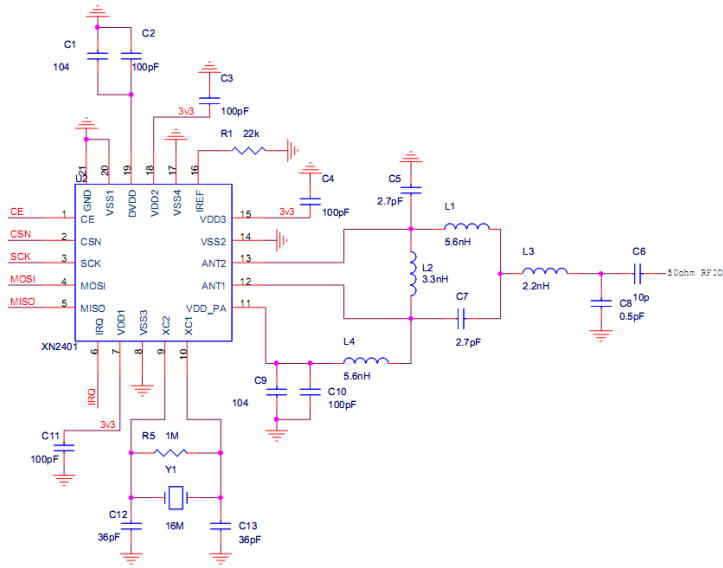 C1
C2
104
100pF
C3
3v3
100pF
R1 22k
C4
3v3
100pF
C5
2.7pF
L1
5.6nH
L2
3.3nH
L3
2.2nH
C6
10p
50ohm RFIO
C7
2.7pF
C8
0.5pF
U2
21
20
19
18
17
16
GND
VSS1
DVDD
VDD2
VSS4
IREF
CE
1
CE
CSN
2
CSN
SCK
3
SCK
MOSI
4
MOSI
MISO
5
MISO
VDD3
15
VSS2
14
ANT2
13
ANT1
12
VDD_PA
11
IRQ
VDD1
VSS3
XC2
XC1
XN2401
6
7
8
9
10
IRQ
3v3
L4
5.6nH
C9
104
C10
100pF
C11
100pF
R5 1M
Y1
16M
C12
36pF
C13
36pF